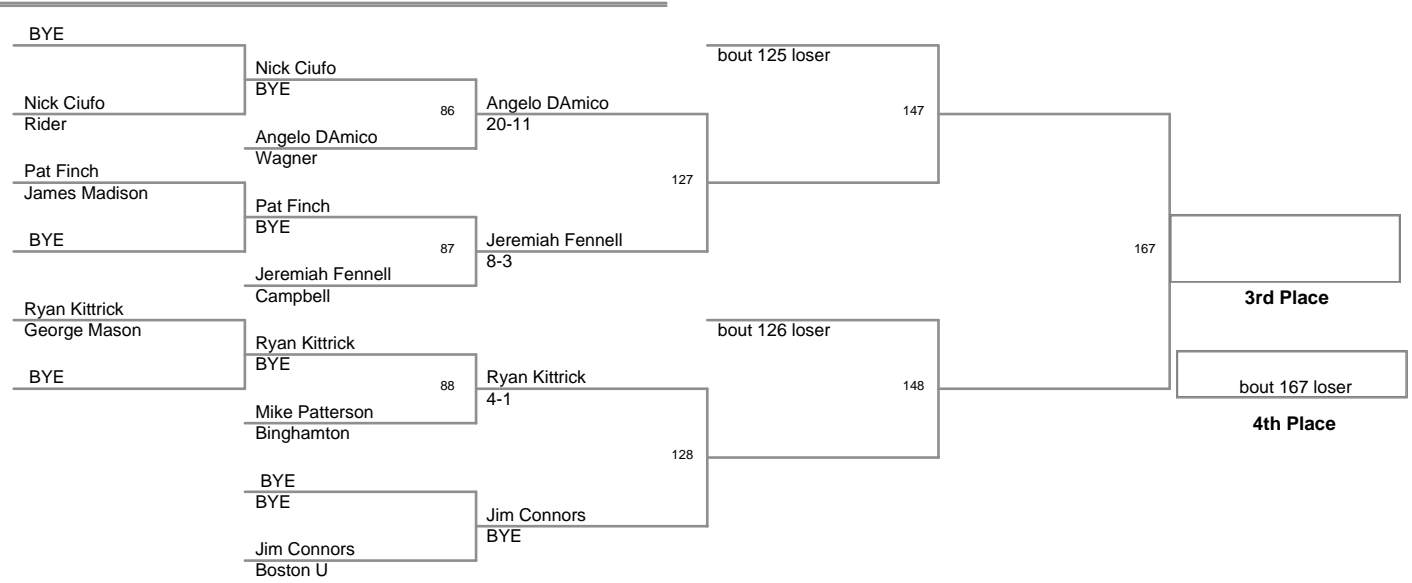 BYE
Nick Ciufo
Rider
Pat Finch
James Madison
BYE
Ryan Kittrick
George Mason
BYE
Nick Ciufo
BYE
86
Angelo DAmico
Wagner
Pat Finch
BYE
87
Jeremiah Fennell
Campbell
Ryan Kittrick
BYE
88
Mike Patterson
Binghamton
BYE
BYE
Jim Connors
Boston U
Angelo DAmico
20-11
127
Jeremiah Fennell
8-3
Ryan Kittrick
4-1
128
Jim Connors
BYE
bout 125 loser
147
bout 126 loser
148
167
3rd Place
bout 167 loser
4th Place